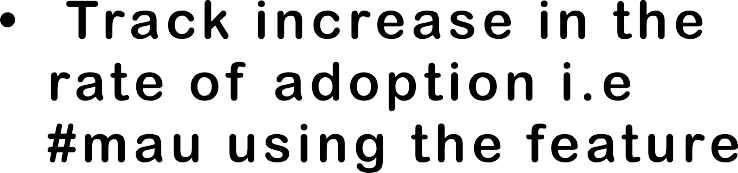 • Track increase in the
rate of adoption i.e
#mau using the feature